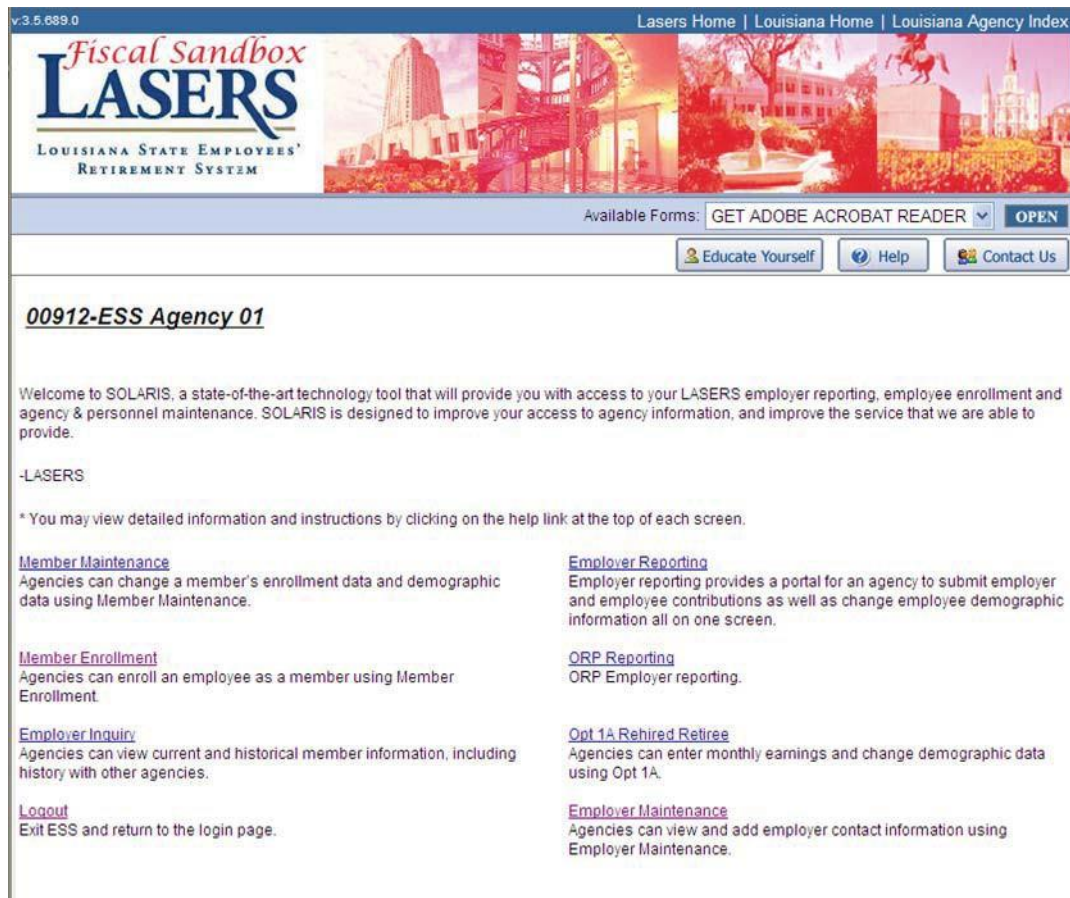 v:3.5.689.0
Lasers Home | Louisiana Home | Louisiana Agency Index
Fiscal Sandbox
LASERS
LOUISIANA STATE EMPLOYEES'
RETIREMENT SYSTEM
Available Forms: GET ADOBE ACROBAT READER OPEN
Educate Yourself Help Contact Us
00912-ESS Agency 01
Welcome to SOLARIS, a state-of-the-art technology tool that will provide you with access to your LASERS employer reporting, employee enrollment and
agency & personnel maintenance. SOLARIS is designed to improve your access to agency information, and improve the service that we are able to
provide.
-LASERS
* You may view detailed information and instructions by clicking on the help link at the top of each screen.
Member Maintenance
Agencies can change a member's enrollment data and demographic
data using Member Maintenance.
Employer Reporting
Employer reporting provides a portal for an agency to submit employer
and employee contributions as well as change employee demographic
information all on one screen.
Member Enrollment
Agencies can enroll an employee as a member using Member
Enrollment.
ORP Reporting
ORP Employer reporting.
Employer Inquiry
Agencies can view current and historical member information, including
history with other agencies.
Opt 1A Rehired Retiree
Agencies can enter monthly earnings and change demographic data
using Opt 1A.
Logout
Exit ESS and return to the login page.
Employer Maintenance
Agencies can view and add employer contact information using
Employer Maintenance.